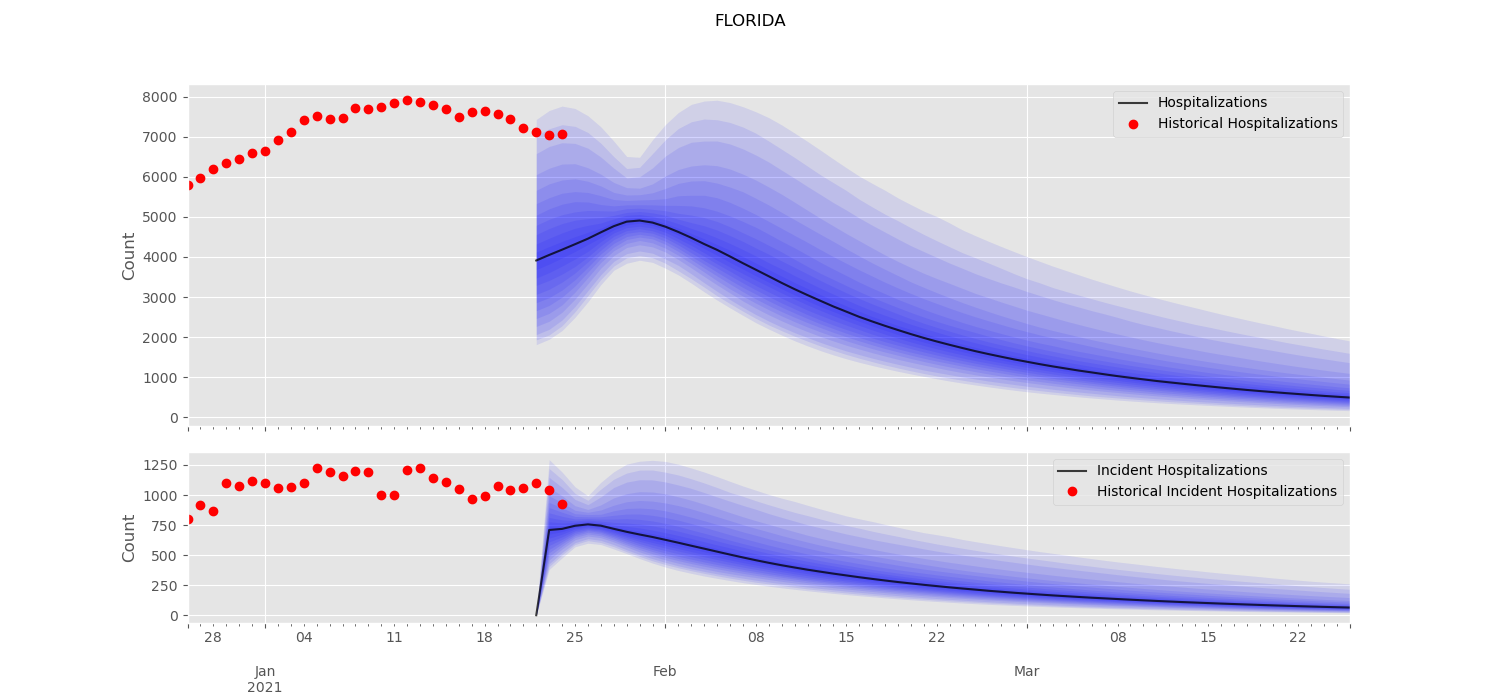 FLORIDA
8000
7000
6000
5000
4000
3000
2000
1000
0
Count
Hospitalizations
Historical Hospitalizations
1250
1000
750
500
250
0
Count
Incident Hospitalizations
Historical Incident Hospitalizations
28 04 11 18 25 08 15 22 08 15 22
Jan Feb Mar
2021